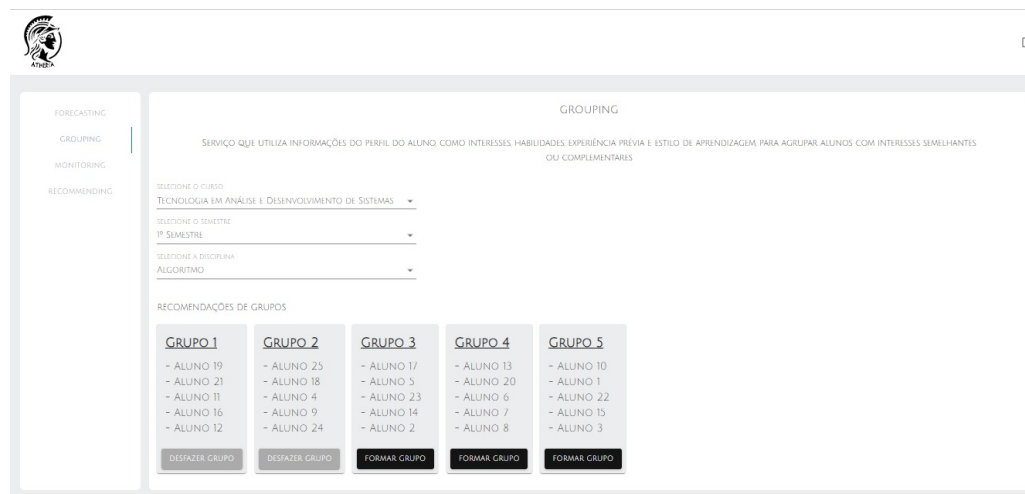 ATHENA
FORECASTING
GROUPING
MONITORING
RECOMMENDING
GROUPING
SERVIÇO QUE UTILIZA INFORMAÇÕES DO PERFIL DO ALUNO, COMO INTERESSES, HABILIDADES, EXPERIÊNCIA PRÉVIA E ESTILO DE APRENDIZAGEM, PARA AGRUPAR ALUNOS COM INTERESSES SEMELHANTES
OU COMPLEMENTARES
SELECIONE O CURSO
TECNOLOGIA EM ANÁLISE E DESENVOLVIMENTO DE SISTEMAS
SELECIONE O SEMESTRE
1º SEMESTRE
SELECIONE A DISCIPLINA
ALGORITMO
RECOMENDAÇÕES DE GRUPOS
GRUPO 1
- ALUNO 19
- ALUNO 21
- ALUNO 11
- ALUNO 16
- ALUNO 12
DESFAZER GRUPO
GRUPO 2
- ALUNO 25
- ALUNO 18
- ALUNO 4
- ALUNO 9
- ALUNO 24
DESFAZER GRUPO
GRUPO 3
- ALUNO 17
- ALUNO 5
- ALUNO 23
- ALUNO 14
- ALUNO 2
FORMAR GRUPO
GRUPO 4
- ALUNO 13
- ALUNO 20
- ALUNO 6
- ALUNO 7
- ALUNO 8
FORMAR GRUPO
GRUPO 5
- ALUNO 10
- ALUNO 1
- ALUNO 22
- ALUNO 15
- ALUNO 3
FORMAR GRUPO